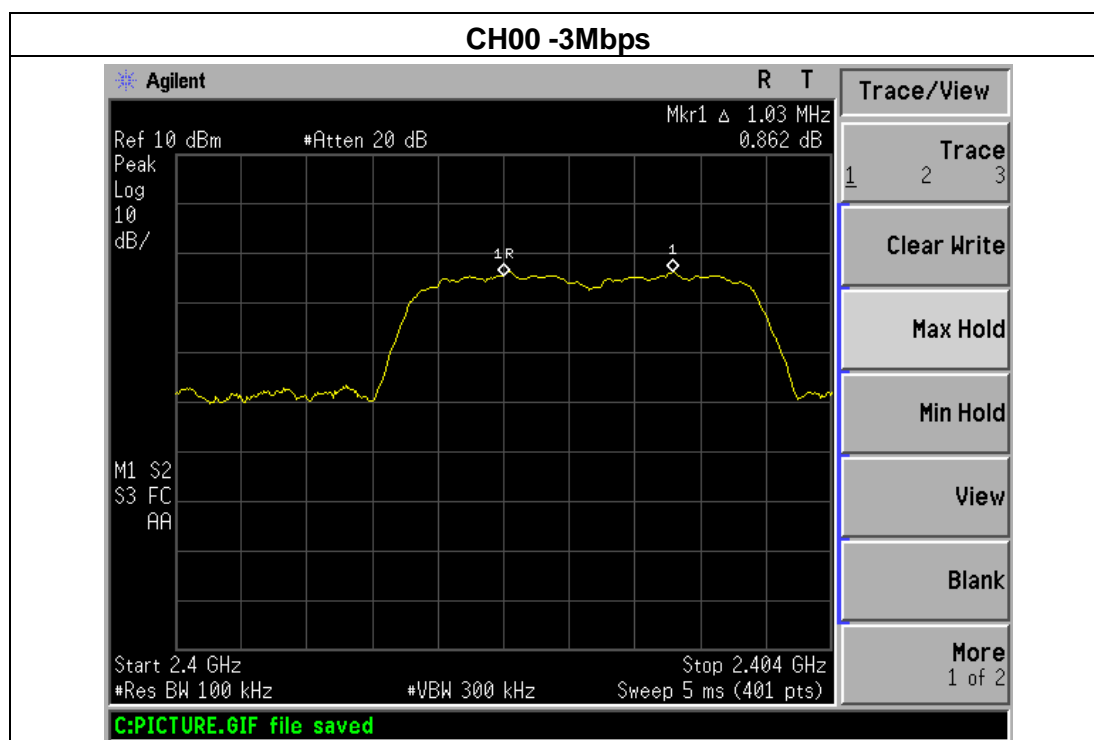 CH00 -3Mbps
Agilent R T
Mkr1 Δ 1.03 MHz
Ref 10 dBm #Atten 20 dB 0.862 dB
Peak
Log
10
dB/
1R
1
M1 S2
S3 FC
AA
Start 2.4 GHz Stop 2.404 GHz
#Res BW 100 kHz #VBW 300 kHz Sweep 5 ms (401 pts)
C:PICTURE.GIF file saved
Trace/View
Trace
1 2 3
Clear Write
Max Hold
Min Hold
View
Blank
More
1 of 2